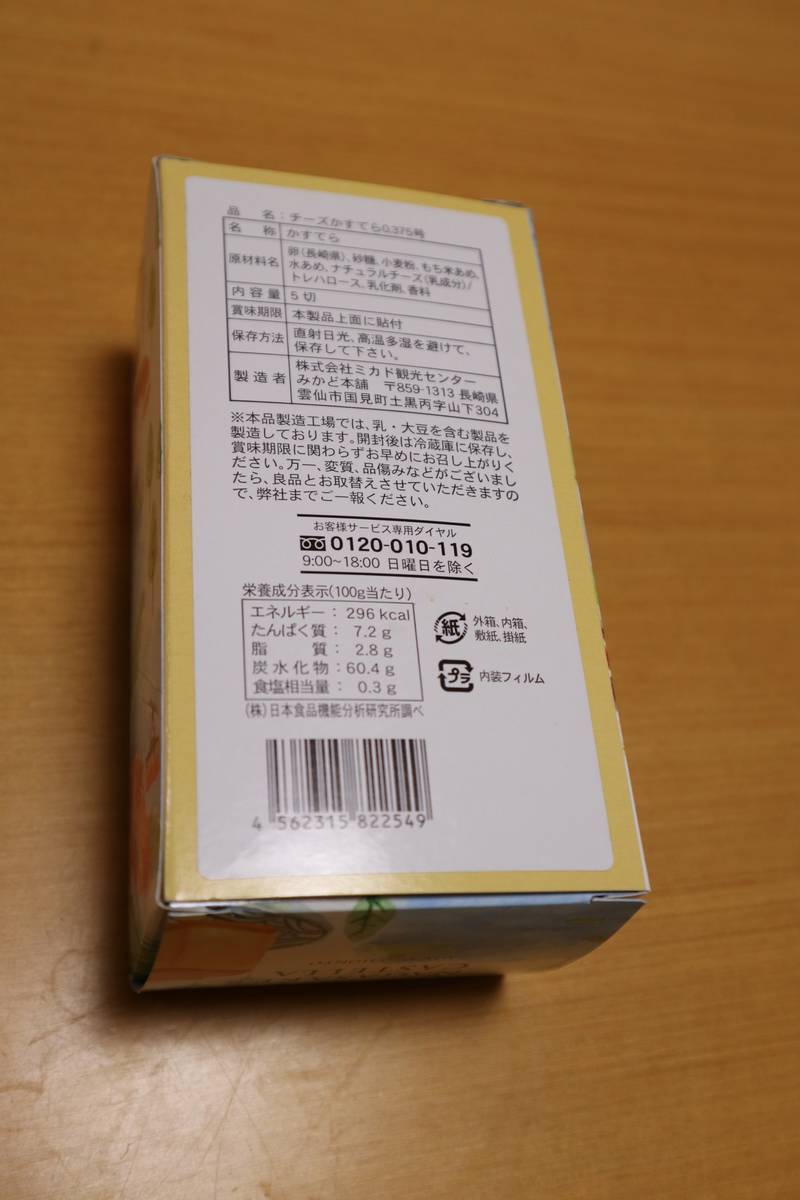 品　名：チーズかすてら0.375号
名　称 かすてら
原材料名 卵(長崎県)、砂糖、小麦粉、もち米あめ、
水あめ、ナチュラルチーズ(乳成分)/
トレハロース、乳化剤、香料
内容量 5切
賞味期限 本製品上面に貼付
保存方法 直射日光、高温多湿を避けて、
保存して下さい。
製造者 株式会社ミカド観光センター
みかど本舗　〒859-1313 長崎県
雲仙市国見町土黒丙字山下304
※本品製造工場では、乳・大豆を含む製品を
製造しております。開封後は冷蔵庫に保存し、
賞味期限に関わらずお早めにお召し上がりく
ださい。万一、変質、品傷みなどがございまし
たら、良品とお取替えさせていただきますの
で、弊社までご一報ください。
お客様サービス専用ダイヤル
0120-010-119
9:00~18:00 日曜日を除く
栄養成分表示(100g当たり)
エネルギー：296 kcal
たんぱく質：7.2 g
脂　　質：2.8 g
炭水化物：60.4 g
食塩相当量：0.3 g
(株)日本食品機能分析研究所調べ
紙 外箱、内箱、
敷紙、掛紙
プラ 内装フィルム
4 562315 822549
CASTELLA